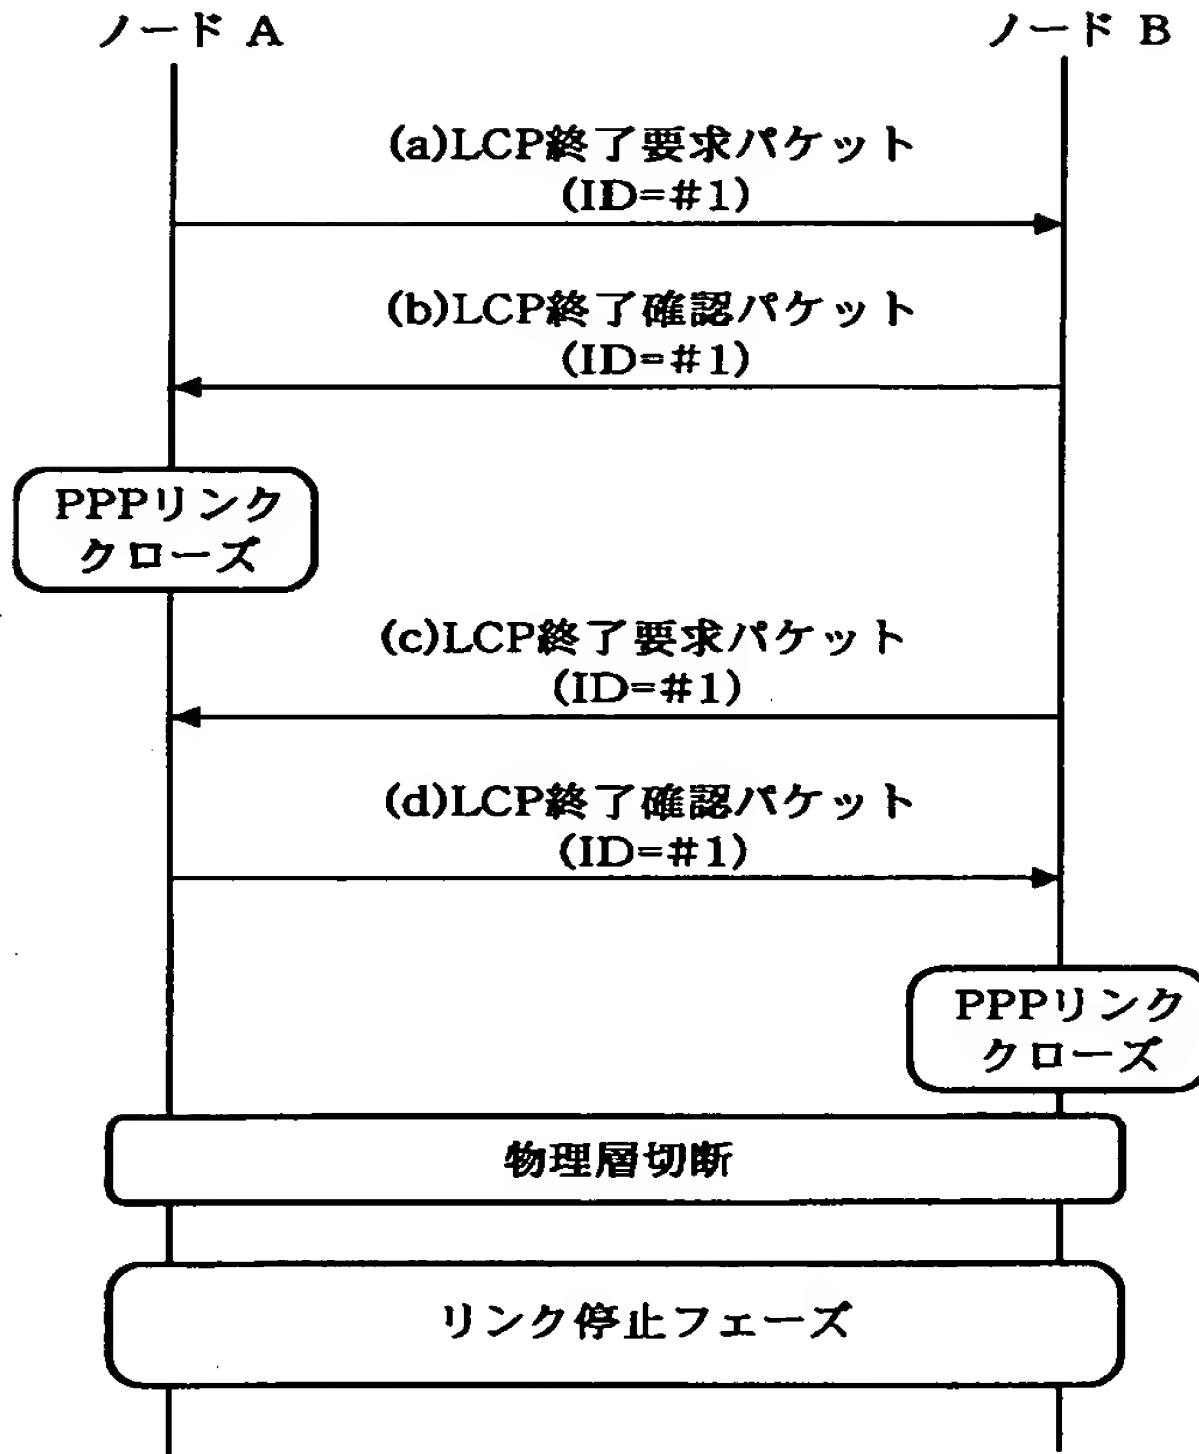 ノード A
ノード B
(a)LCP終了要求パケット
(ID=#1)
(b)LCP終了確認パケット
(ID=#1)
PPPリンク
クローズ
(c)LCP終了要求パケット
(ID=#1)
(d)LCP終了確認パケット
(ID=#1)
PPPリンク
クローズ
物理層切断
リンク停止フェーズ